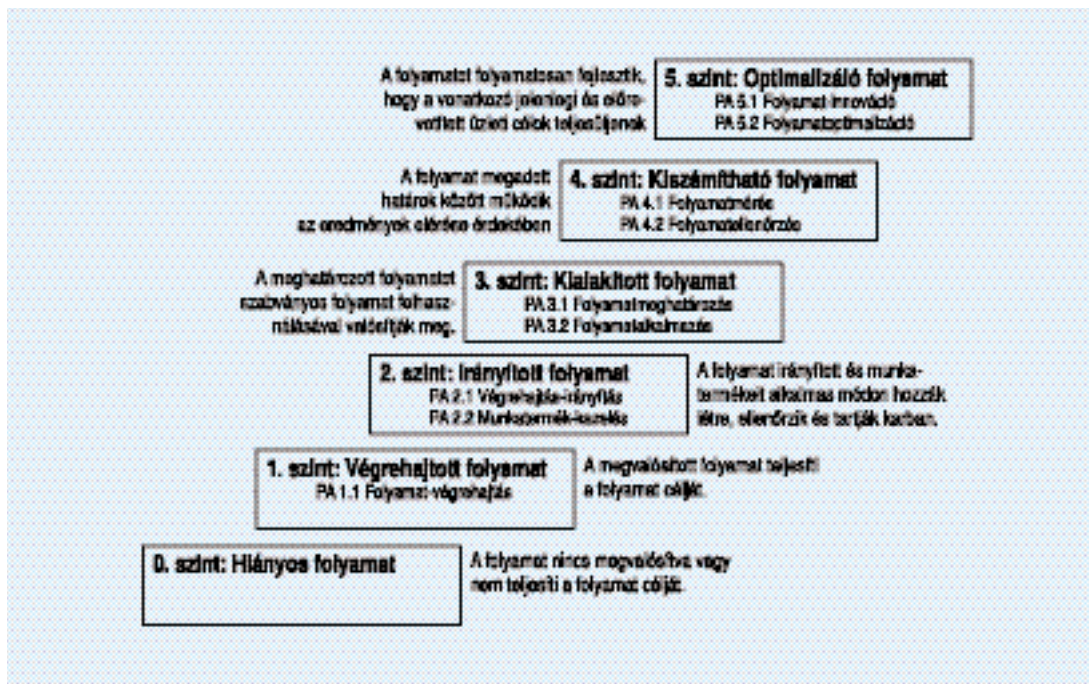 A folyamatot folyamatosan fejlesztik,
hogy a vonatkozó jelenlegi és előre-
vetített üzleti célok teljesüljenek
5. szint: Optimalizáló folyamat
PA 5.1 Folyamat-innováció
PA 5.2 Folyamatoptimalizáció
A folyamat megadott
határok között működik
az eredmények elérése érdekében
4. szint: Kiszámítható folyamat
PA 4.1 Folyamatmérés
PA 4.2 Folyamatellenőrzés
A meghatározott folyamatot
szabványos folyamat felhasz-
nálásával valósítják meg.
3. szint: Kialakított folyamat
PA 3.1 Folyamatmeghatározás
PA 3.2 Folyamatalkalmazás
2. szint: Irányított folyamat
PA 2.1 Végrehajtás-irányítás
PA 2.2 Munkatermék-kezelés
A folyamat irányított és munka-
termékeit alkalmas módon hozzák
létre, ellenőrzik és tartják karban.
1. szint: Végrehajtott folyamat
PA 1.1 Folyamat-végrehajtás
A megvalósított folyamat teljesíti
a folyamat célját.
0. szint: Hiányos folyamat
A folyamat nincs megvalósítva vagy
nem teljesíti a folyamat célját.